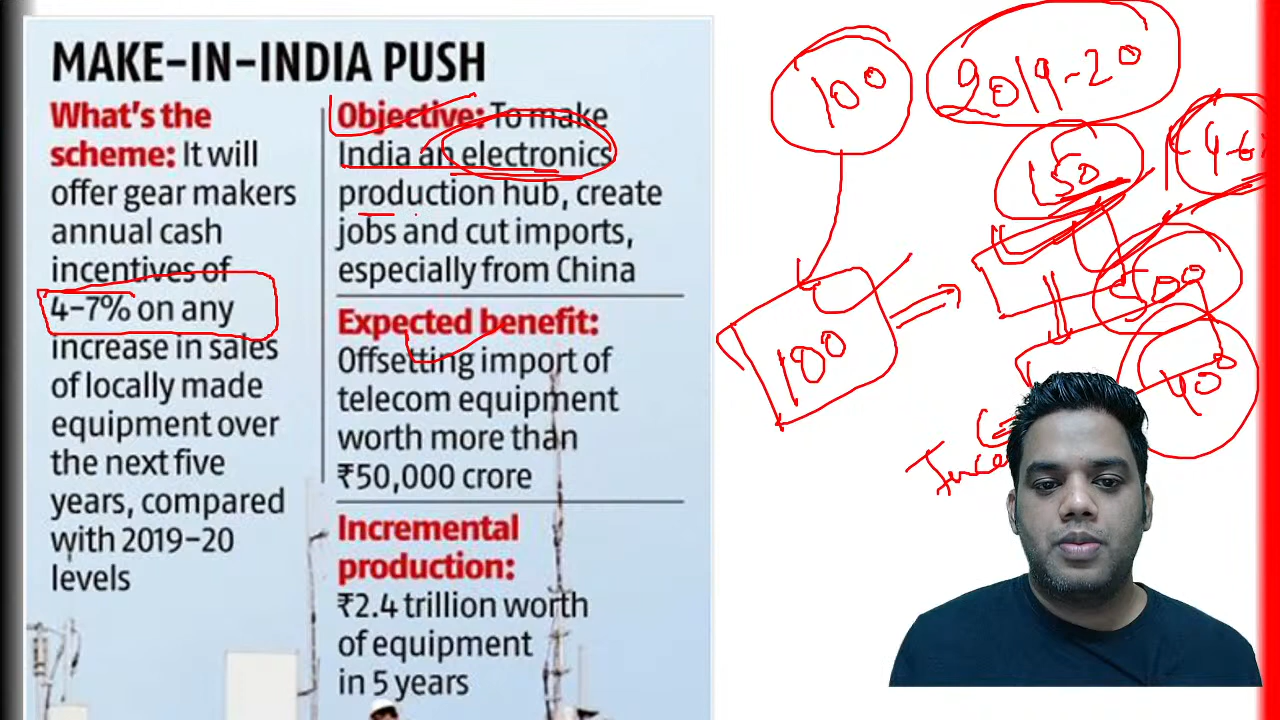 MAKE-IN-INDIA PUSH
What's the
scheme: It will
offer gear makers
annual cash
incentives of
4-7% on any
increase in sales
of locally made
equipment over
the next five
years, compared
with 2019-20
levels
Objective: To make
India an electronics
production hub, create
jobs and cut imports,
especially from China
Expected benefit:
Offsetting import of
telecom equipment
worth more than
₹50,000 crore
Incremental
production:
₹2.4 trillion worth
of equipment
in 5 years
100
2019-20
150
100
400